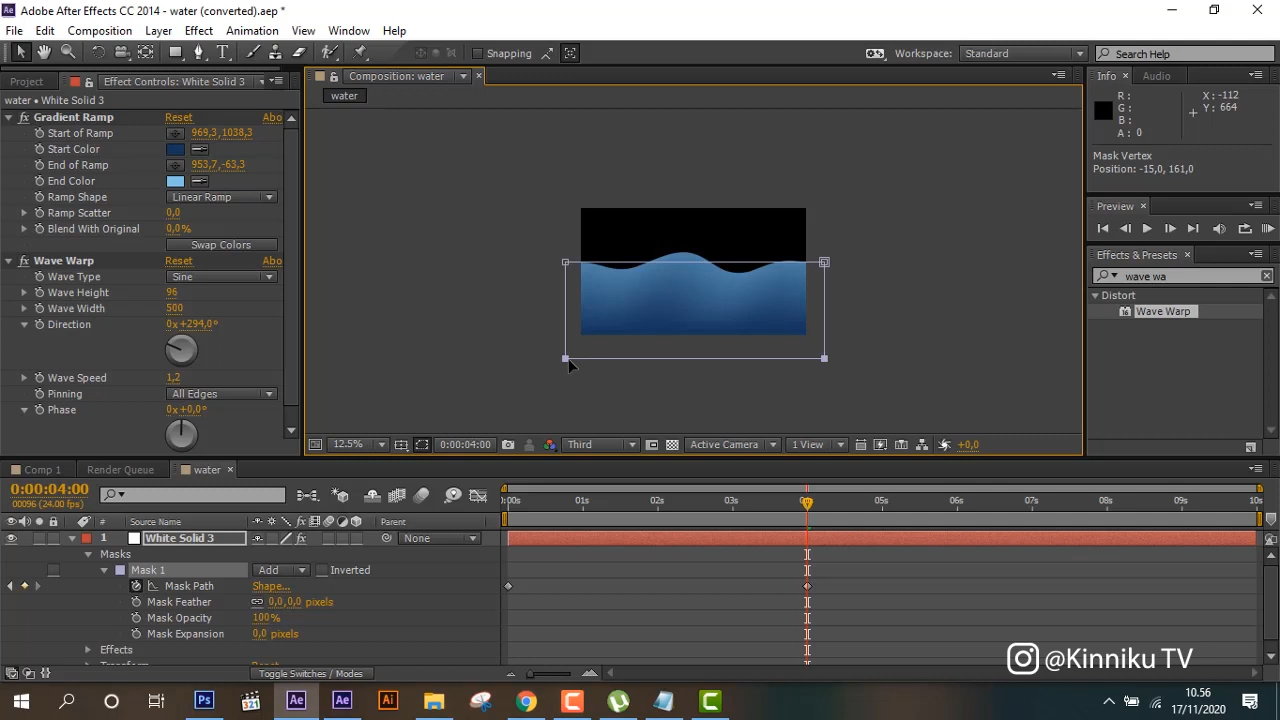 Adobe After Effects CC 2014 - water (converted).aep *
File Edit Composition Layer Effect Animation View Window Help
Snapping
Workspace: Standard
Search Help
Project
Effect Controls: White Solid 3
Composition: water
Info
Audio
water • White Solid 3
water
R :
G :
B :
A : 0
X : -112
Y : 664
Gradient Ramp Reset Abo
Start of Ramp 969,3,1038,3
Start Color
End of Ramp 953,7,-63,3
End Color
Ramp Shape Linear Ramp
Ramp Scatter 0,0
Blend With Original 0,0%
Swap Colors
Wave Warp Reset Abo
Wave Type Sine
Wave Height 96
Wave Width 500
Direction 0x+294,0°
Wave Speed 1,2
Pinning All Edges
Phase 0x+0,0°
Mask Vertex
Position: -15,0, 161,0
Preview
Effects & Presets
wave wa
Distort
Wave Warp
12.5%
0:00:04:00
Third
Active Camera
1 View
+0,0
Comp 1
Render Queue
water
0:00:04:00
00096 (24.00 fps)
:00s 01s 02s 03s 05s 06s 07s 08s 09s 10s
# Source Name Parent
1 White Solid 3 None
Masks
Mask 1 Add Inverted
Mask Path Shape...
Mask Feather 0,0,0,0 pixels
Mask Opacity 100%
Mask Expansion 0,0 pixels
Effects
Transform Reset
Toggle Switches / Modes
@Kinniku TV
10.56
17/11/2020